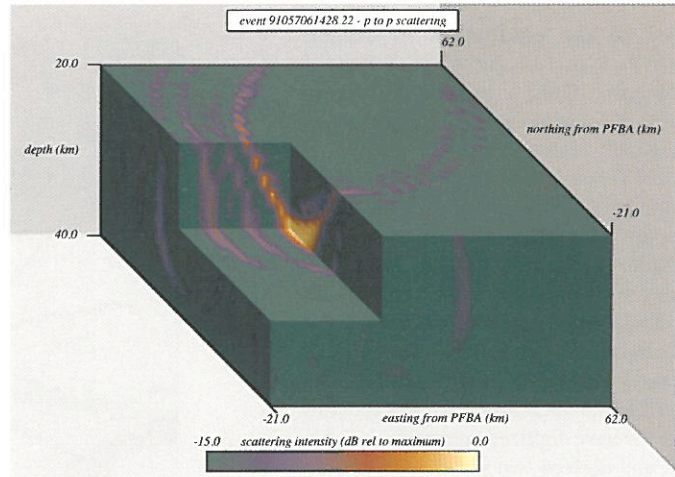 event 91057061428.22 - p to p scattering
62.0
20.0
northing from PFBA (km)
depth (km)
-21.0
40.0
-21.0
easting from PFBA (km)
62.0
-15.0 scattering intensity (dB rel to maximum) 0.0